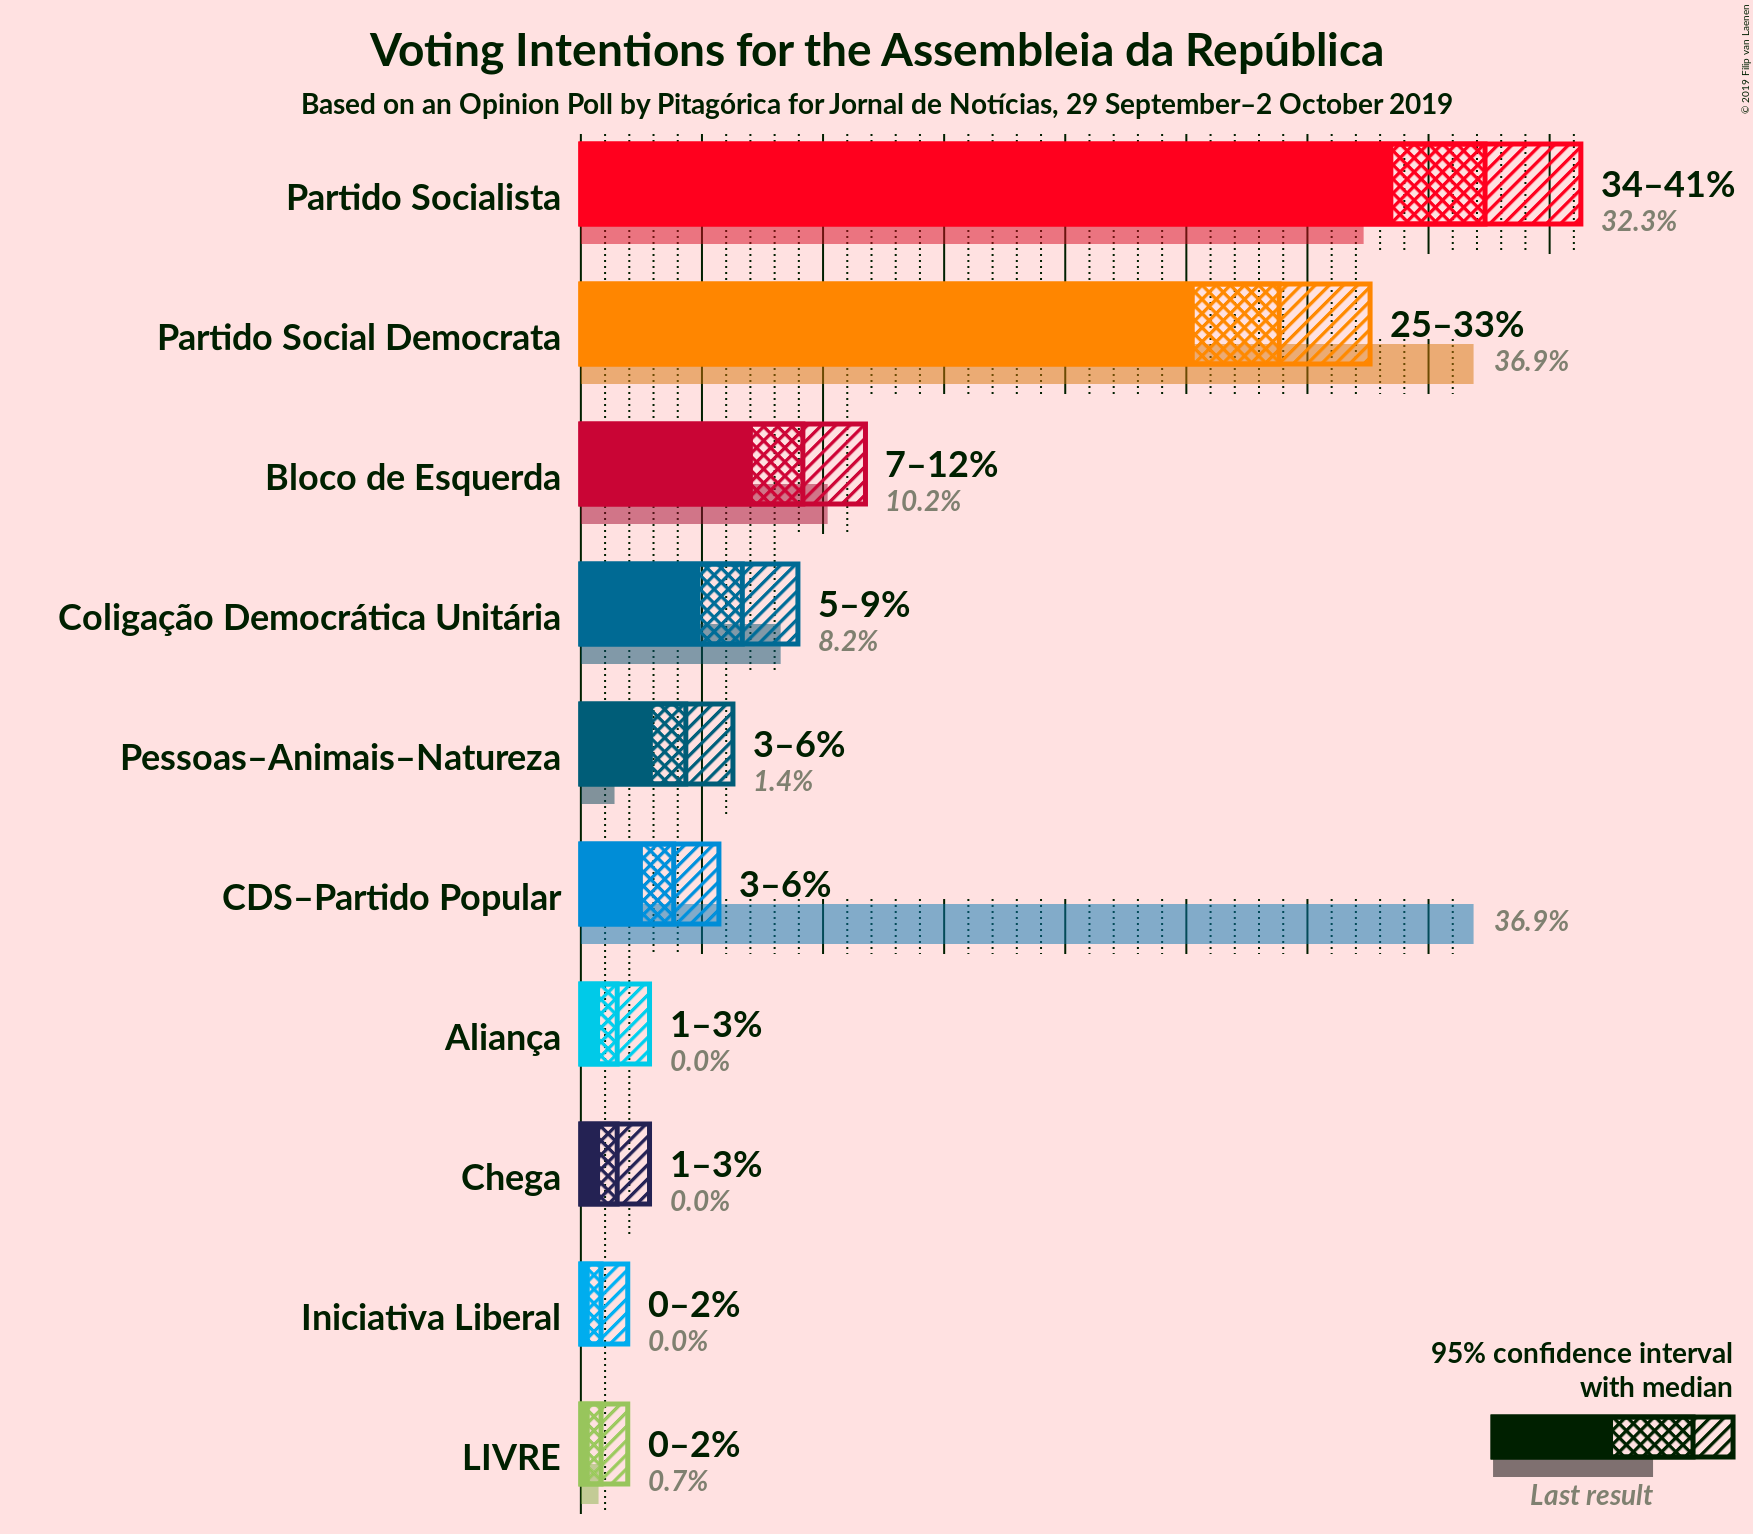 Voting Intentions for the Assembleia da República
Based on an Opinion Poll by Pitagórica for Jornal de Notícias, 29 September–2 October 2019
© 2019 Filip van Laenen
Partido Socialista
34–41%
32.3%
Partido Social Democrata
25–33%
36.9%
Bloco de Esquerda
7–12%
10.2%
Coligação Democrática Unitária
5–9%
8.2%
Pessoas–Animais–Natureza
3–6%
1.4%
CDS–Partido Popular
3–6%
36.9%
Aliança
1–3%
0.0%
Chega
1–3%
0.0%
Iniciativa Liberal
0–2%
0.0%
LIVRE
0–2%
0.7%
95% confidence interval
with median
Last result